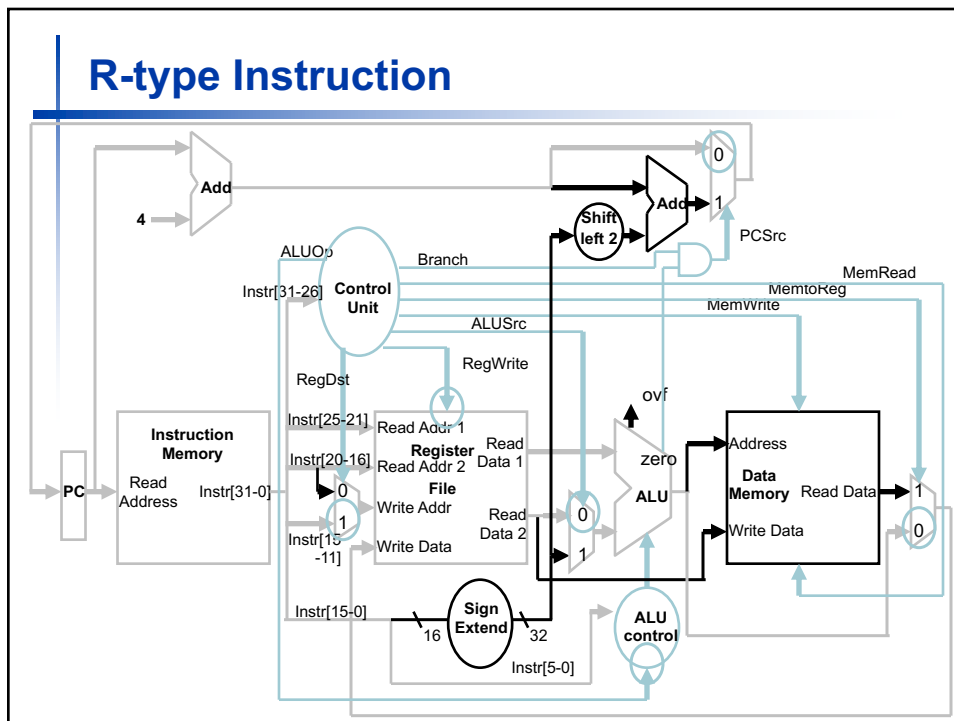 R-type Instruction
0
Add
Add
1
4
Shift
left 2
PCSrc
ALUOp
Branch
MemRead
Instr[31-26]
Control
Unit
MemtoReg
MemWrite
ALUSrc
RegWrite
RegDst
ovf
Instruction
Memory
Instr[25-21]
Read Addr 1
Register
File
Read
Data 1
zero
ALU
Address
Data
Memory
Instr[20-16]
Read Addr 2
PC
Read
Address
Instr[31-0]
0
Write Addr
Read
Data 2
0
Read Data
1
1
Instr[15
-11]
Write Data
1
Write Data
0
Instr[15-0]
16
Sign
Extend
32
ALU
control
Instr[5-0]